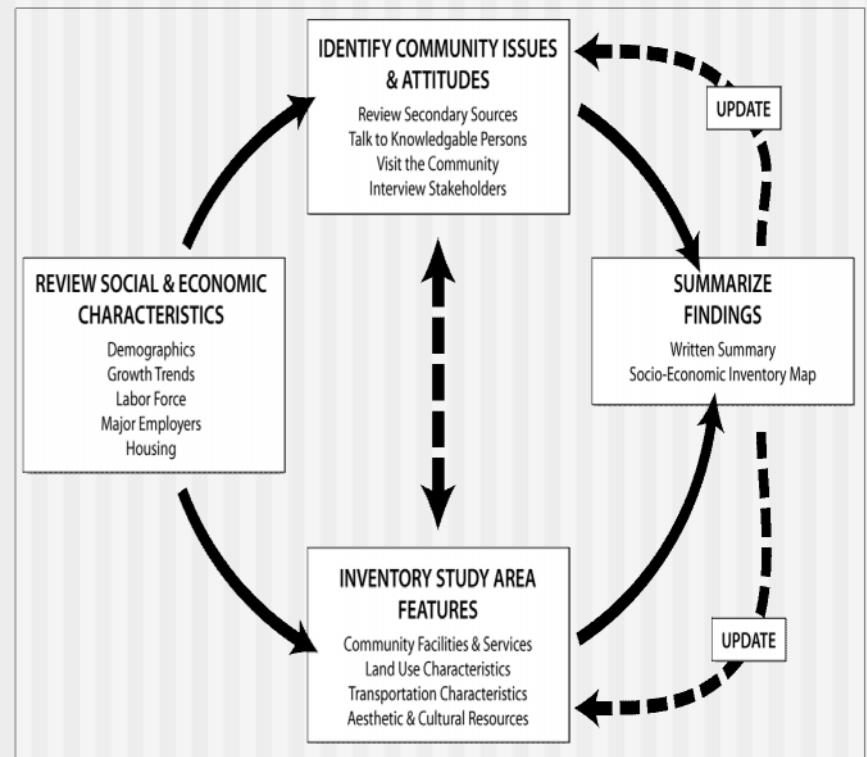 IDENTIFY COMMUNITY ISSUES
& ATTITUDES
Review Secondary Sources
Talk to Knowledgable Persons
Visit the Community
Interview Stakeholders
UPDATE
REVIEW SOCIAL & ECONOMIC
CHARACTERISTICS
Demographics
Growth Trends
Labor Force
Major Employers
Housing
SUMMARIZE
FINDINGS
Written Summary
Socio-Economic Inventory Map
INVENTORY STUDY AREA
FEATURES
Community Facilities & Services
Land Use Characteristics
Transportation Characteristics
Aesthetic & Cultural Resources
UPDATE